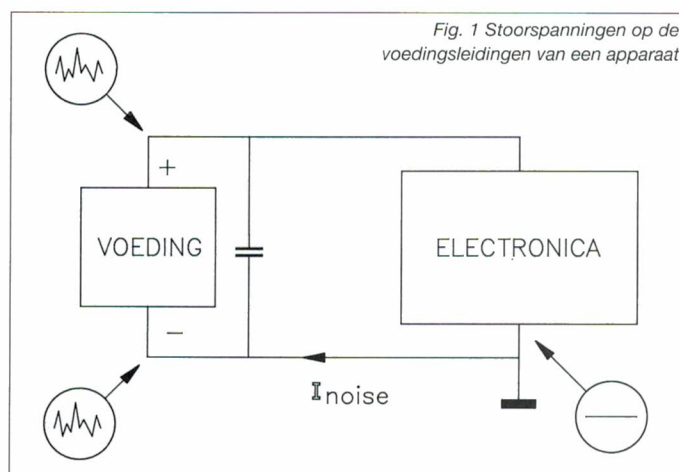 Fig. 1 Stoorspanningen op de
voedingsleidingen van een apparaat
+
VOEDING
ELECTRONICA
−
Inoise